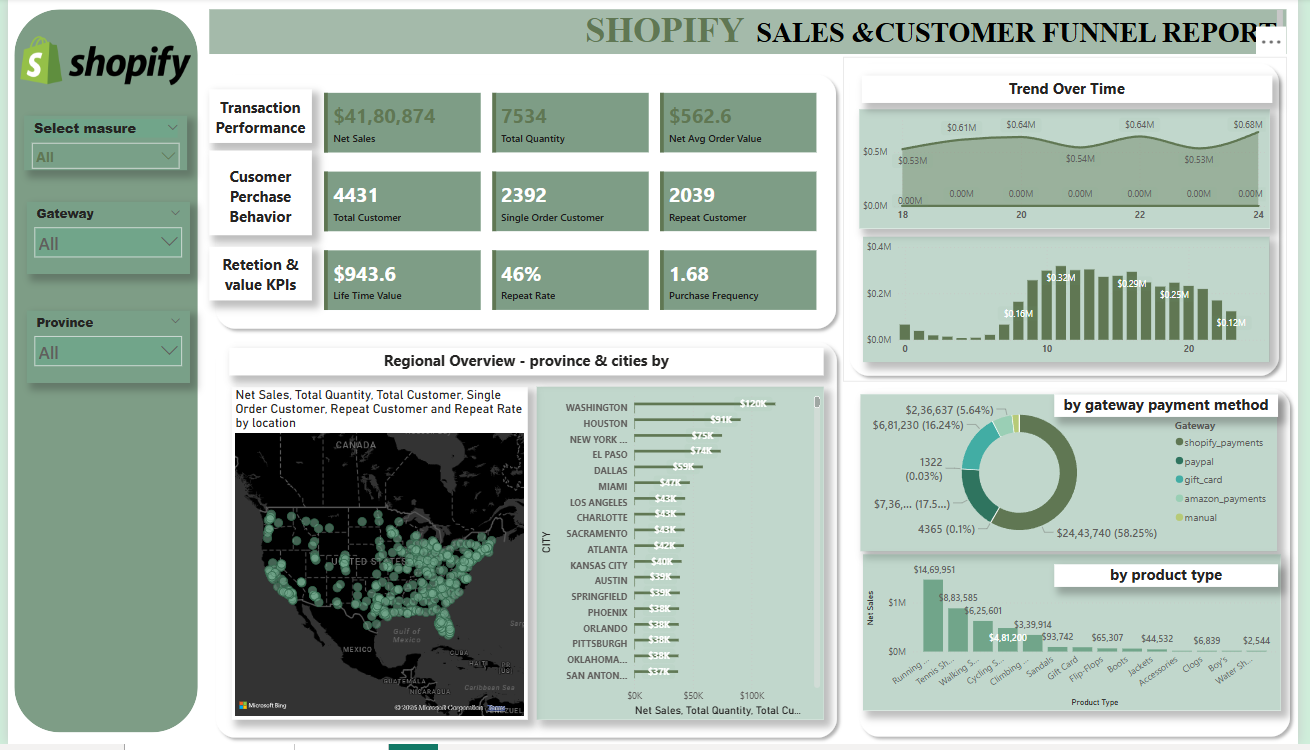 shopify
SHOPIFY SALES &CUSTOMER FUNNEL REPORT
Select masure
All
Gateway
All
Province
All
Transaction
Performance
$41,80,874
Net Sales
7534
Total Quantity
$562.6
Net Avg Order Value
Cusomer
Perchase
Behavior
4431
Total Customer
2392
Single Order Customer
2039
Repeat Customer
Retetion &
value KPIs
$943.6
Life Time Value
46%
Repeat Rate
1.68
Purchase Frequency
Trend Over Time
$0.5M
$0.0M
$0.53M
$0.61M
$0.64M
$0.54M
$0.64M
$0.53M
$0.68M
0.00M
0.00M
0.00M
0.00M
0.00M
0.00M
0.00M
18
20
22
24
$0.4M
$0.2M
$0.0M
$0.16M
$0.32M
$0.29M
$0.25M
$0.12M
0
10
20
Regional Overview - province & cities by
Net Sales, Total Quantity, Total Customer, Single
Order Customer, Repeat Customer and Repeat Rate
by location
CANADA
UNITED STATES
Gulf of
Mexico
MEXICO
CUBA
HAITI
GUATEMALA
NICARAGUA
Caribbean Sea
Microsoft Bing
© 2025 Microsoft Corporation Terms
CITY
WASHINGTON $120K
HOUSTON $91K
NEW YORK ... $75K
EL PASO $74K
DALLAS $59K
MIAMI $47K
LOS ANGELES $43K
CHARLOTTE $43K
SACRAMENTO $43K
ATLANTA $42K
KANSAS CITY $40K
AUSTIN $39K
SPRINGFIELD $39K
PHOENIX $38K
ORLANDO $38K
PITTSBURGH $38K
OKLAHOMA... $38K
SAN ANTON... $37K
$0K
$50K
$100K
Net Sales, Total Quantity, Total Cu...
by gateway payment method
$2,36,637 (5.64%)
$6,81,230 (16.24%)
1322
(0.03%)
$7,36,... (17.5...)
4365 (0.1%)
$24,43,740 (58.25%)
Gateway
shopify_payments
paypal
gift_card
amazon_payments
manual
by product type
Net Sales
$1M
$0M
$14,69,951
$8,83,585
$6,25,601
$4,81,200
$3,39,914
$93,742
$65,307
$44,532
$6,839
$2,544
Running ...
Tennis Sh...
Walking S...
Cycling S...
Climbing ...
Sandals
Gift Card
Flip-Flops
Boots
Jackets
Accessories
Clogs
Boy's
Water Sh...
Product Type